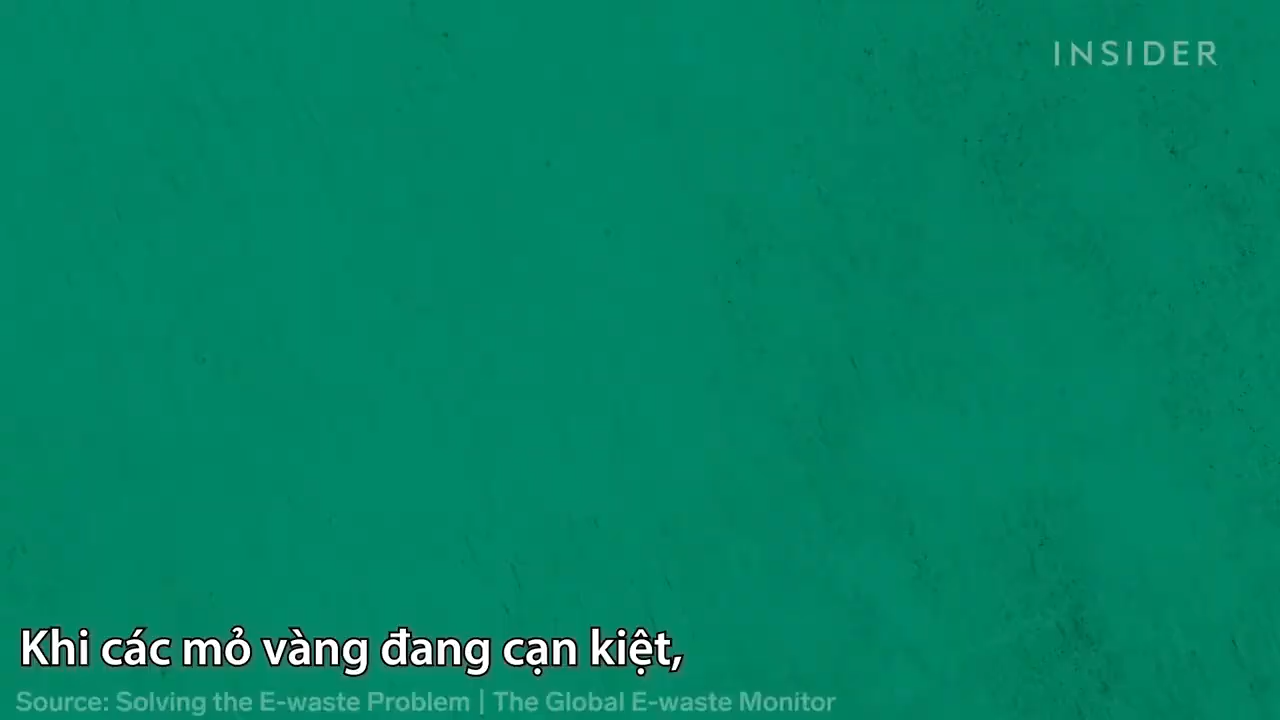 INSIDER
Khi các mỏ vàng đang cạn kiệt,
Source: Solving the E-waste Problem | The Global E-waste Monitor